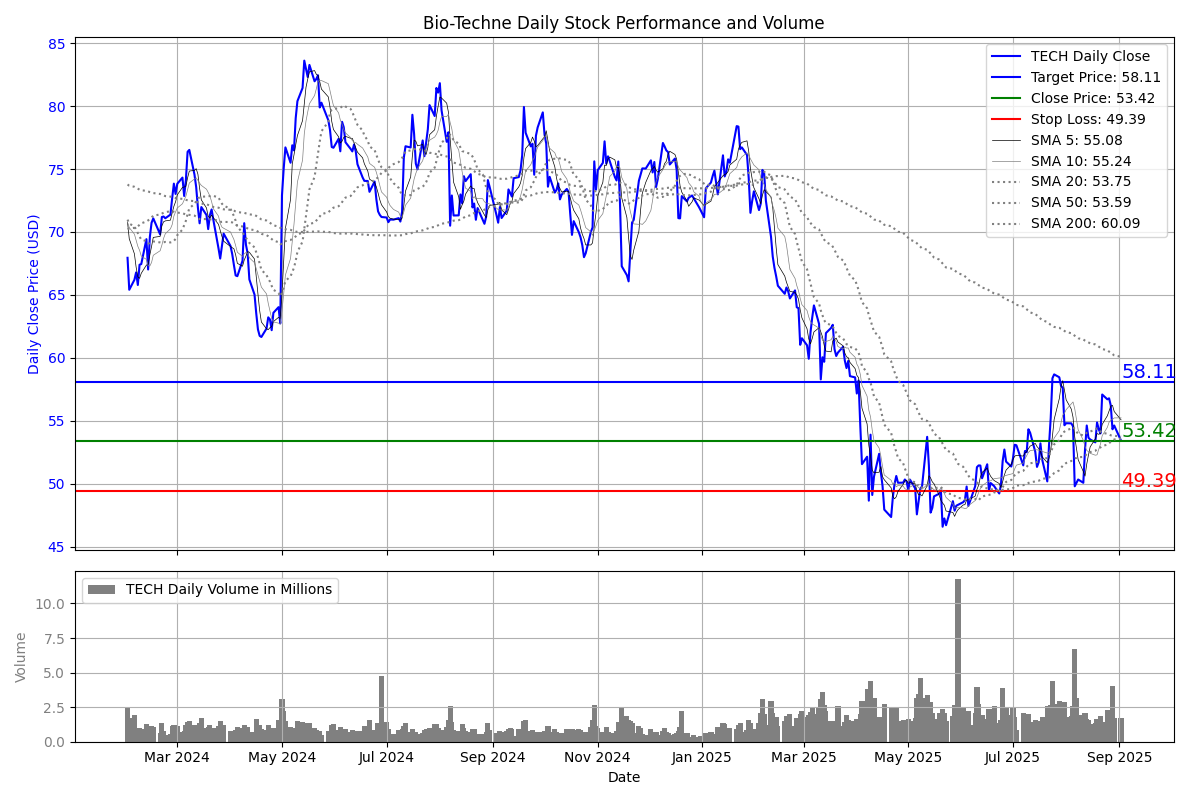 Bio-Techne Daily Stock Performance and Volume
Daily Close Price (USD)
85
80
75
70
65
60
55
50
45
TECH Daily Close
Target Price: 58.11
Close Price: 53.42
Stop Loss: 49.39
SMA 5: 55.08
SMA 10: 55.24
SMA 20: 53.75
SMA 50: 53.59
SMA 200: 60.09
58.11
53.42
49.39
Volume
10.0
7.5
5.0
2.5
0.0
TECH Daily Volume in Millions
Mar 2024 May 2024 Jul 2024 Sep 2024 Nov 2024 Jan 2025 Mar 2025 May 2025 Jul 2025 Sep 2025
Date